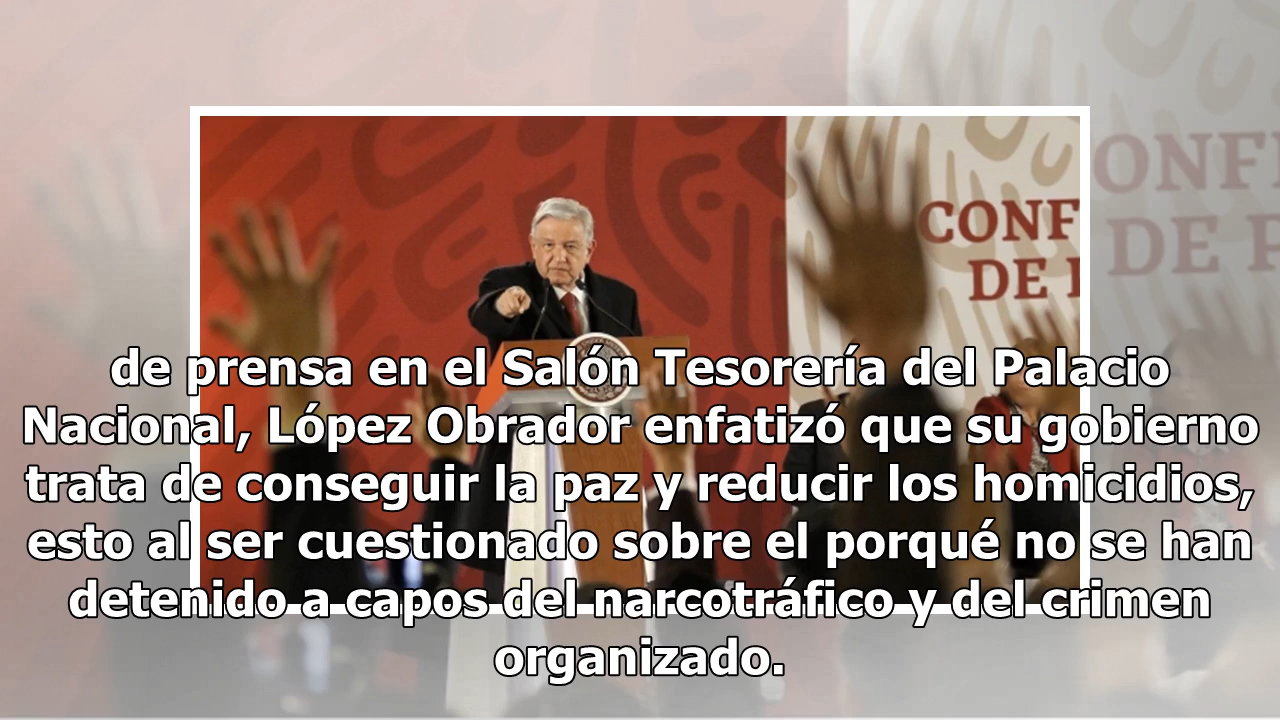 CONF
DE
ONF
DE
de prensa en el Salón Tesorería del Palacio
Nacional, López Obrador enfatizó que su gobierno
trata de conseguir la paz y reducir los homicidios,
esto al ser cuestionado sobre el porqué no se han
detenido a capos del narcotráfico y del crimen
organizado.